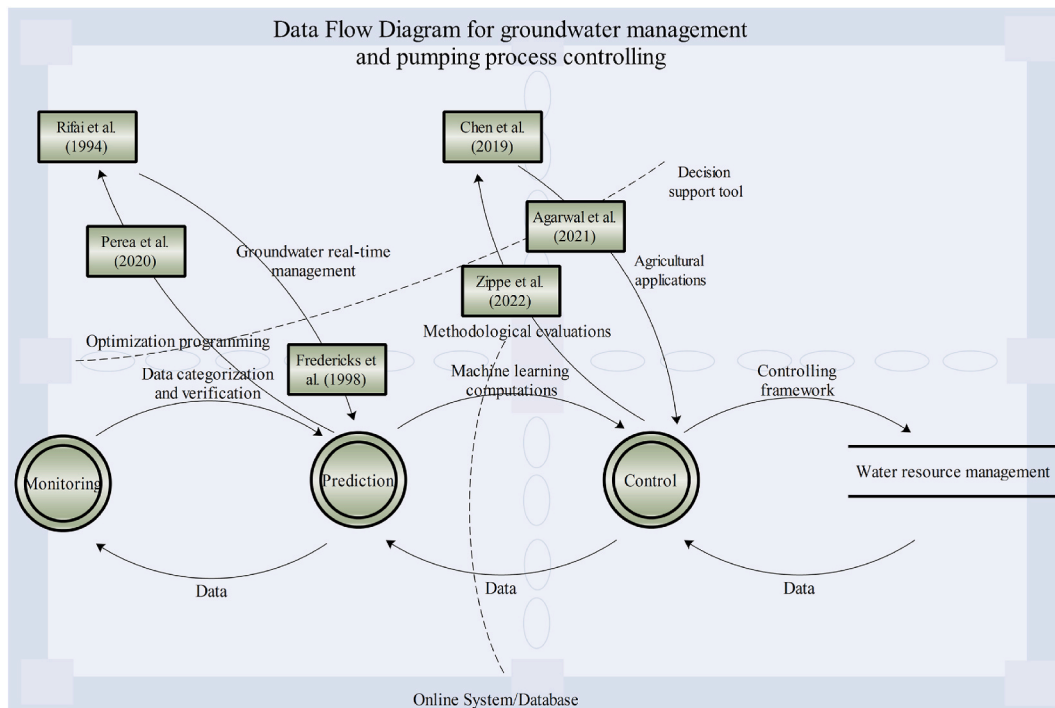 Data Flow Diagram for groundwater management
and pumping process controlling
Rifai et al.
(1994)
Chen et al.
(2019)
Decision
support tool
Perea et al.
(2020)
Agarwal et al.
(2021)
Groundwater real-time
management
Agricultural
applications
Zippe et al.
(2022)
Optimization programming
Methodological evaluations
Fredericks et
al. (1998)
Data categorization
and verification
Machine learning
computations
Controlling
framework
Monitoring
Prediction
Control
Water resource management
Data
Data
Data
Online System/Database